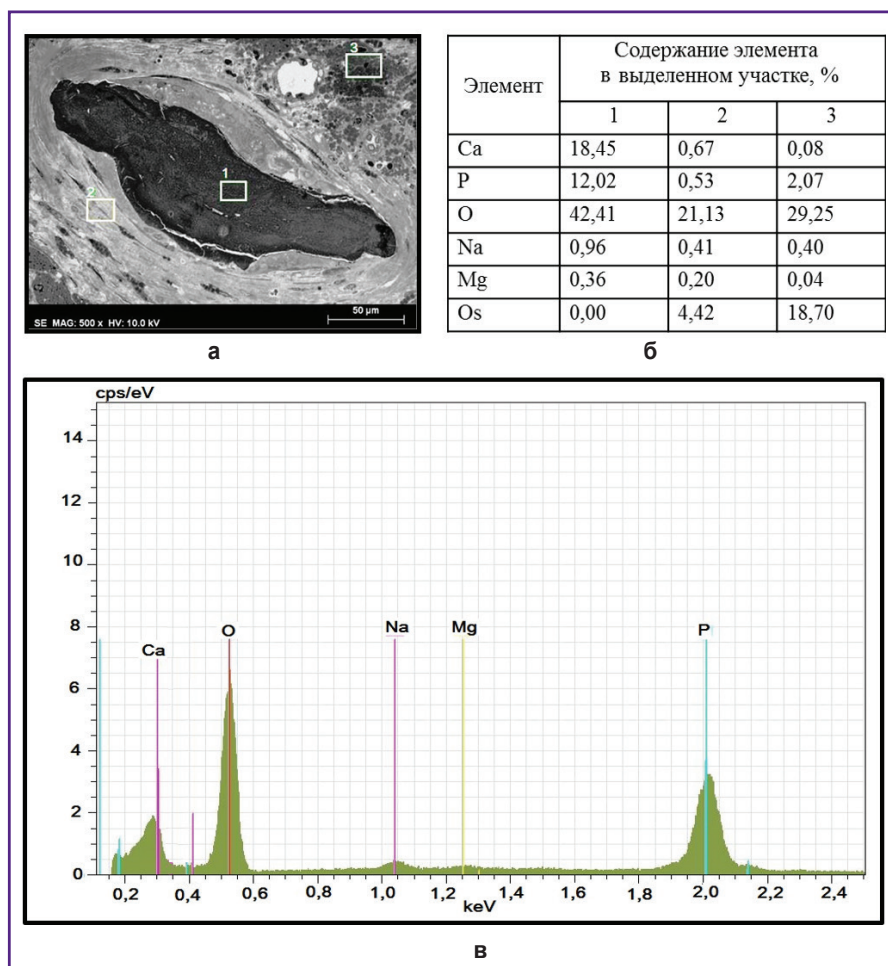 3
1
2
SE MAG: 500 x HV: 10.0 kV
50 µm
а
Элемент
Содержание элемента
в выделенном участке, %
1 2 3
Ca 18,45 0,67 0,08
P 12,02 0,53 2,07
O 42,41 21,13 29,25
Na 0,96 0,41 0,40
Mg 0,36 0,20 0,04
Os 0,00 4,42 18,70
б
cps/eV
14
12
10
8
6
4
2
0
Ca O Na Mg P
0,2 0,4 0,6 0,8 1,0 1,2 1,4 1,6 1,8 2,0 2,2 2,4
keV
в